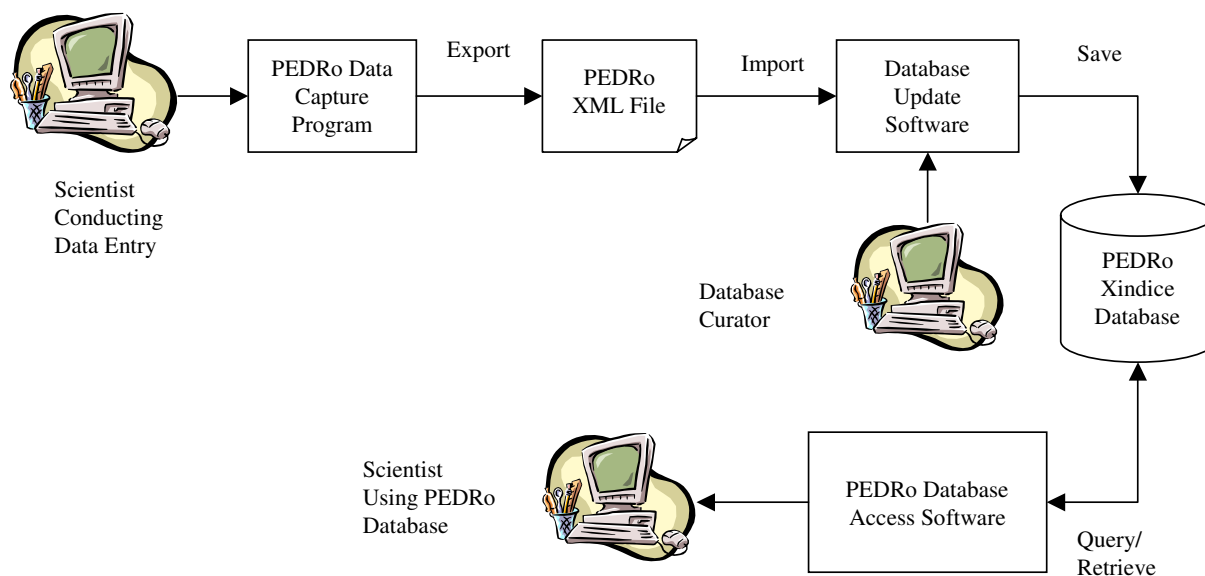 PEDRo Data
Capture
Program
Export
PEDRo
XML File
Import
Database
Update
Software
Save
Scientist
Conducting
Data Entry
Database
Curator
PEDRo
Xindice
Database
Scientist
Using PEDRo
Database
PEDRo Database
Access Software
Query/
Retrieve